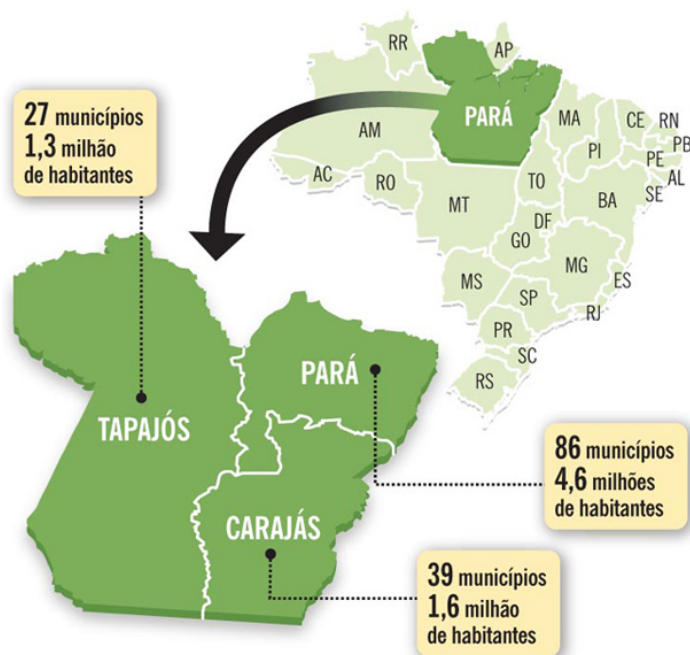 RR
AP
PARÁ
AM
MA
CE
RN
PB
PI
PE
AL
SE
AC
RO
TO
BA
MT
DF
GO
MG
ES
MS
SP
RJ
PR
SC
RS
27 municípios
1,3 milhão
de habitantes
TAPAJÓS
PARÁ
CARAJÁS
86 municípios
4,6 milhões
de habitantes
39 municípios
1,6 milhão
de habitantes